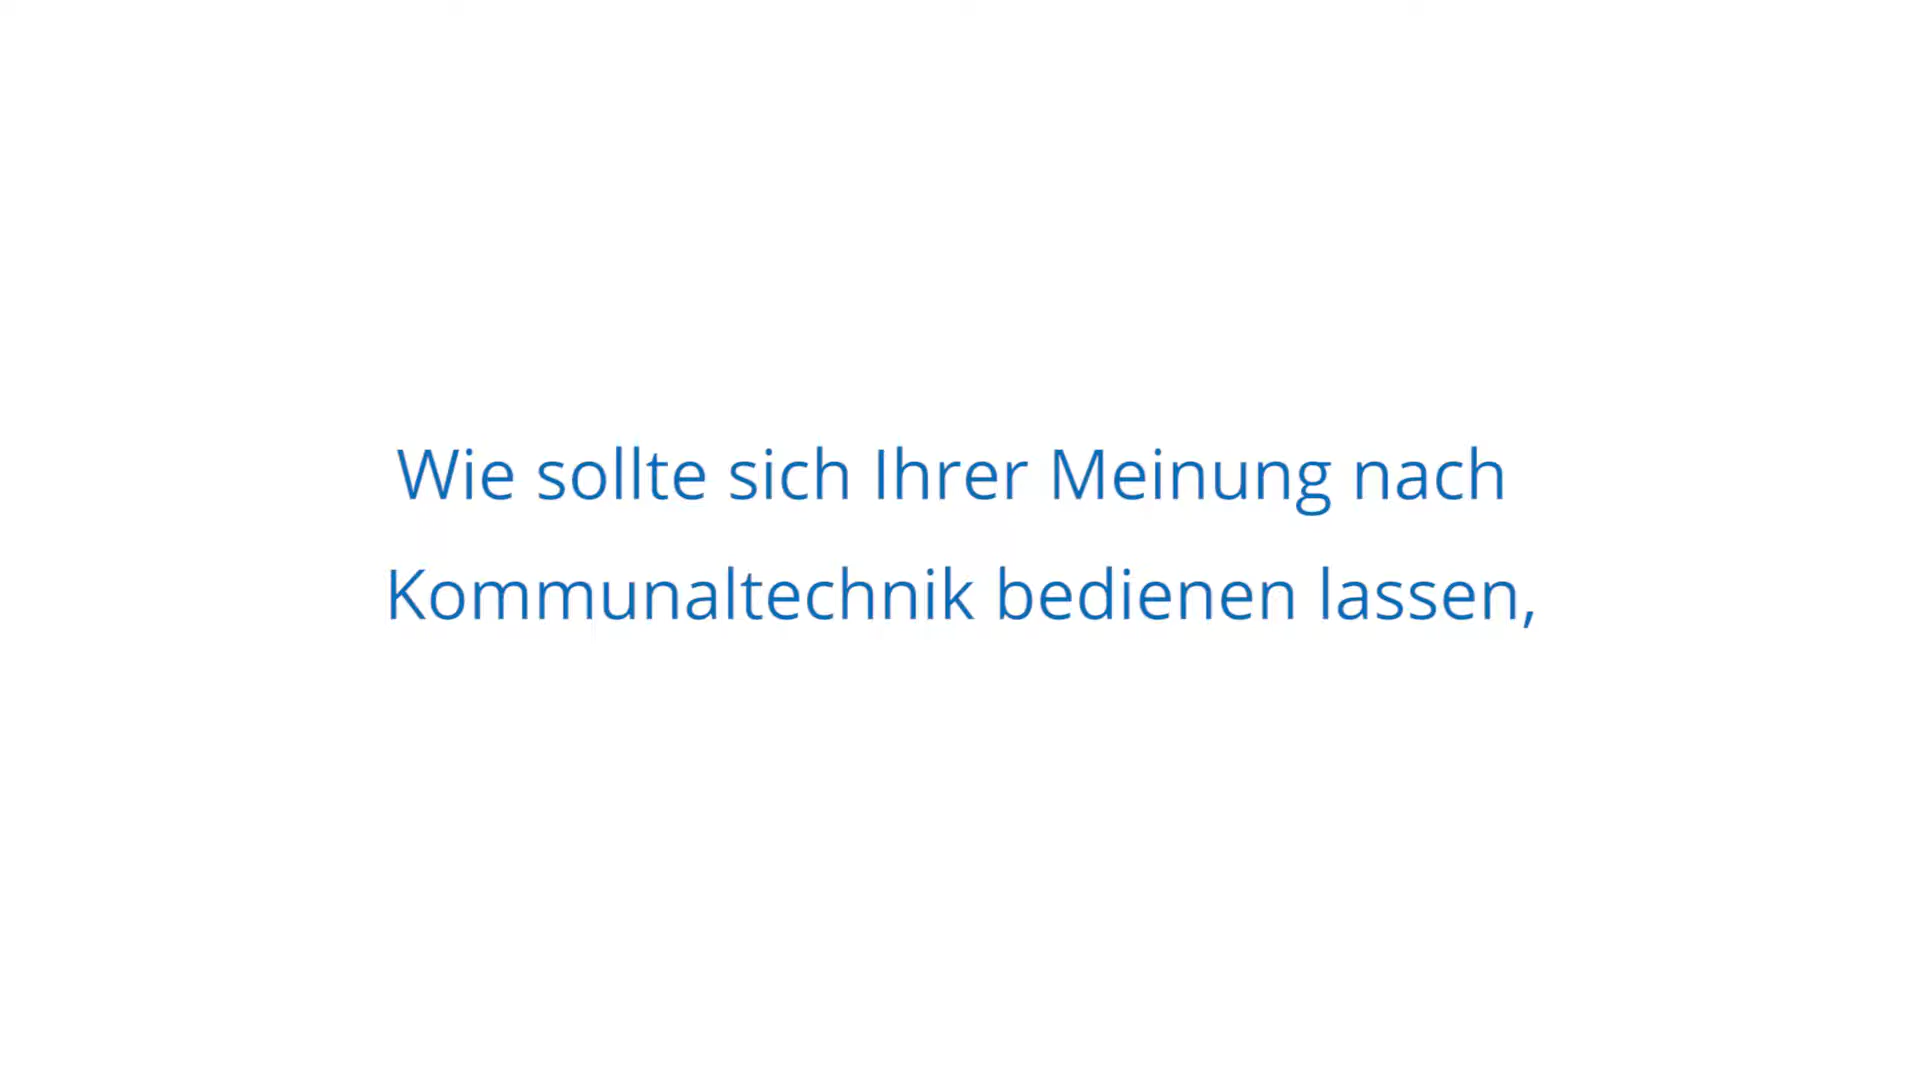 Wie sollte sich Ihrer Meinung nach
Kommunaltechnik bedienen lassen,